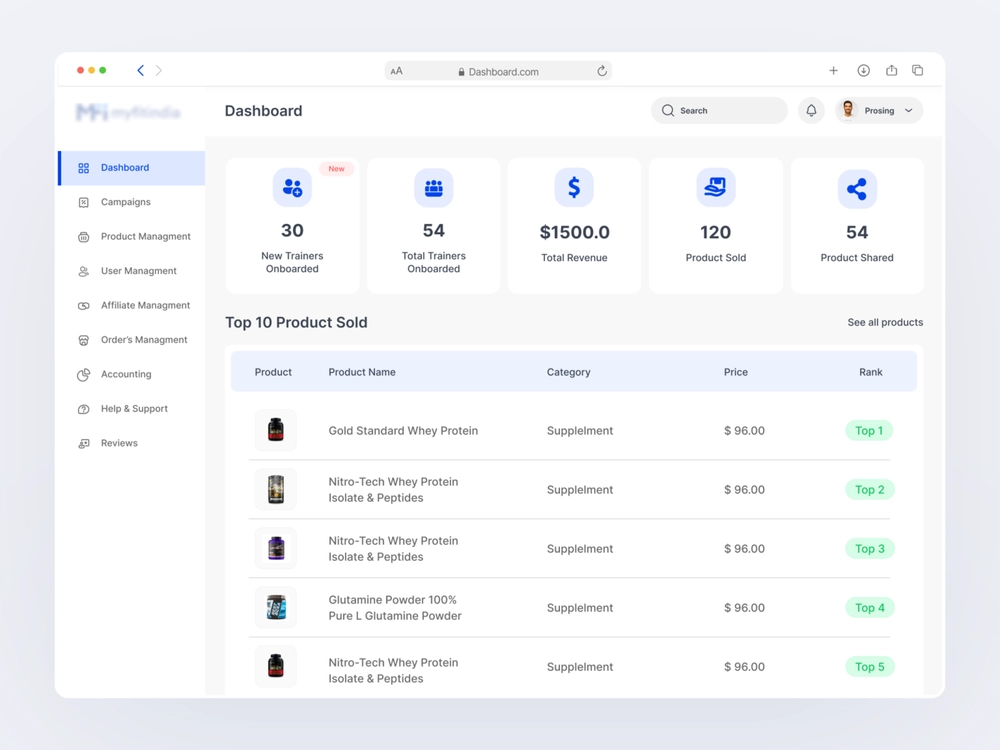 AA
Dashboard.com
myfitindia
Dashboard
Search
Prosing
Dashboard
Campaigns
Product Managment
User Managment
Affiliate Managment
Order's Managment
Accounting
Help & Support
Reviews
New
30
New Trainers
Onboarded
54
Total Trainers
Onboarded
$1500.0
Total Revenue
120
Product Sold
54
Product Shared
Top 10 Product Sold
See all products
Product
Product Name
Category
Price
Rank
Gold Standard Whey Protein
Supplelment
$ 96.00
Top 1
Nitro-Tech Whey Protein
Isolate & Peptides
Supplelment
$ 96.00
Top 2
Nitro-Tech Whey Protein
Isolate & Peptides
Supplelment
$ 96.00
Top 3
Glutamine Powder 100%
Pure L Glutamine Powder
Supplelment
$ 96.00
Top 4
Nitro-Tech Whey Protein
Isolate & Peptides
Supplelment
$ 96.00
Top 5